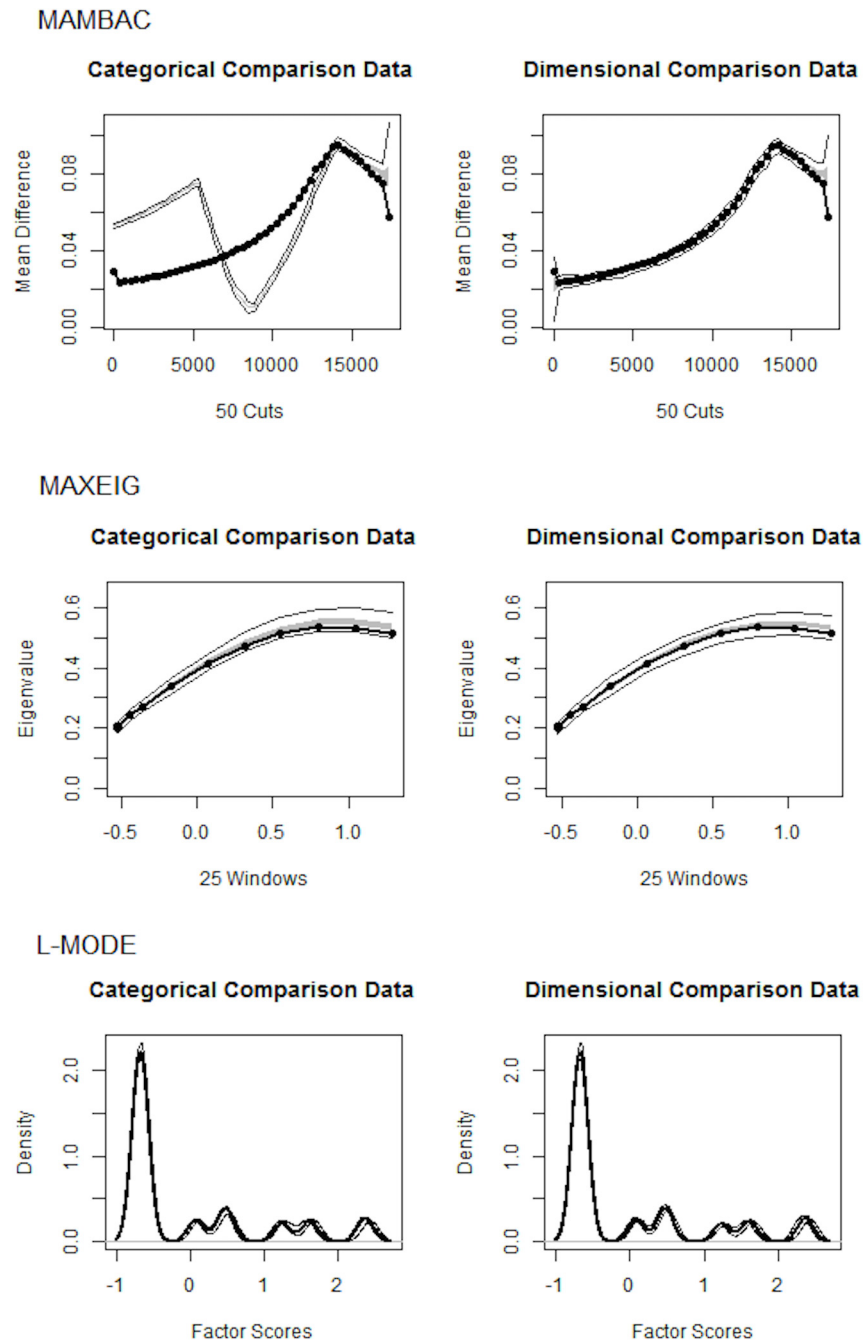 MAMBAC
Categorical Comparison Data
Dimensional Comparison Data
Mean Difference
0.00 0.04 0.08
0 5000 10000 15000
50 Cuts
Mean Difference
0.00 0.04 0.08
0 5000 10000 15000
50 Cuts
MAXEIG
Categorical Comparison Data
Dimensional Comparison Data
Eigenvalue
0.0 0.2 0.4 0.6
-0.5 0.0 0.5 1.0
25 Windows
Eigenvalue
0.0 0.2 0.4 0.6
-0.5 0.0 0.5 1.0
25 Windows
L-MODE
Categorical Comparison Data
Dimensional Comparison Data
Density
0.0 1.0 2.0
-1 0 1 2
Factor Scores
Density
0.0 1.0 2.0
-1 0 1 2
Factor Scores